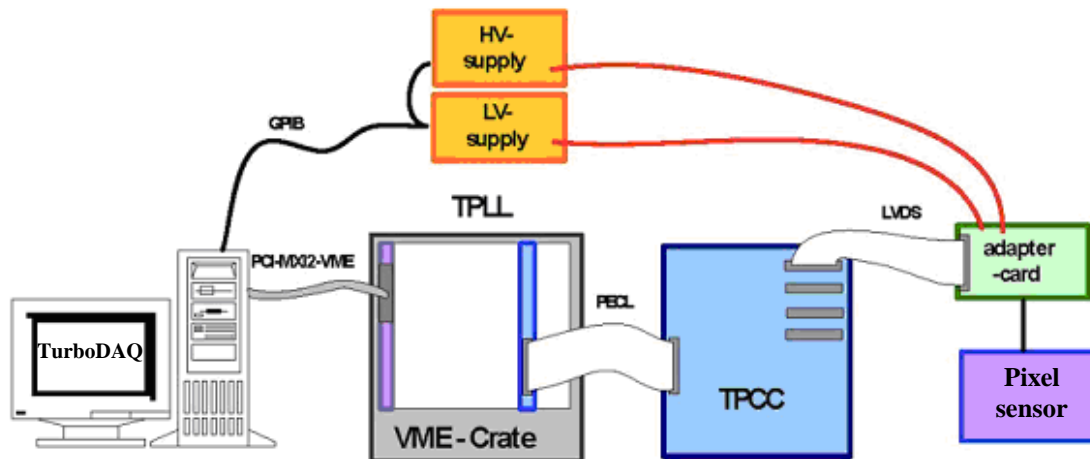 HV-
supply
LV-
supply
GPIB
TPLL
LVDS
PCI-MXI2-VME
adapter
-card
PECL
TurboDAQ
TPCC
Pixel
sensor
VME-Crate